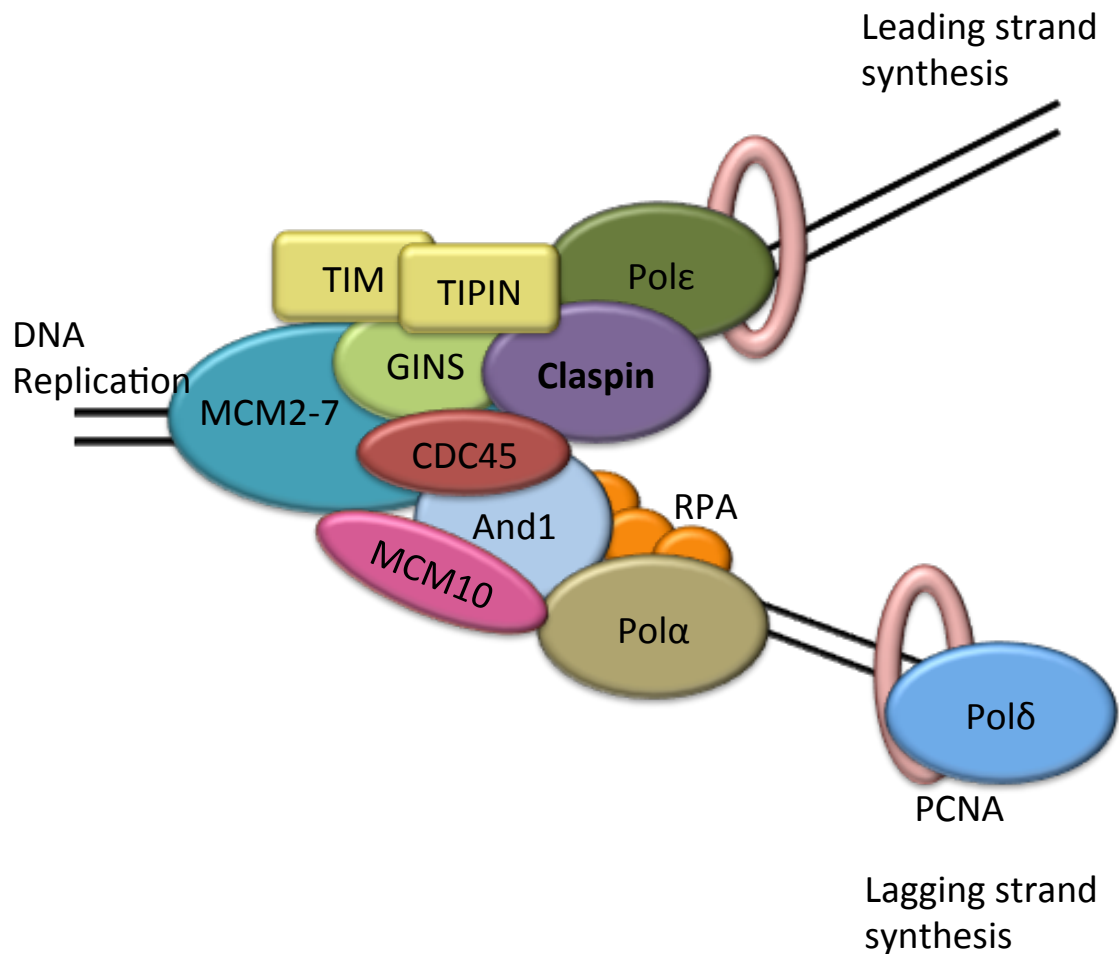 Leading strand
synthesis
TIM
TIPIN
Polε
DNA
Replication
GINS
Claspin
MCM2-7
CDC45
RPA
And1
MCM10
Polα
Polδ
PCNA
Lagging strand
synthesis